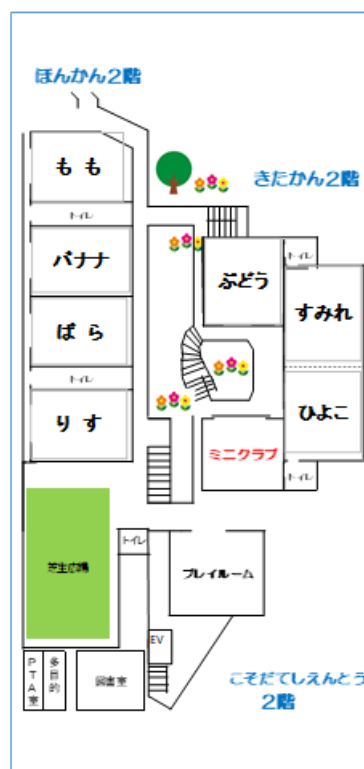 ほんかん２階
も も
きたかん２階
トイレ
トイレ
バナナ
ぶどう
すみれ
ば ら
トイレ
ひよこ
り す
ミニクラブ
トイレ
トイレ
芝生広場
プレイルーム
EV
PTA室
多目的
図書室
こそだてしえんとう
２階